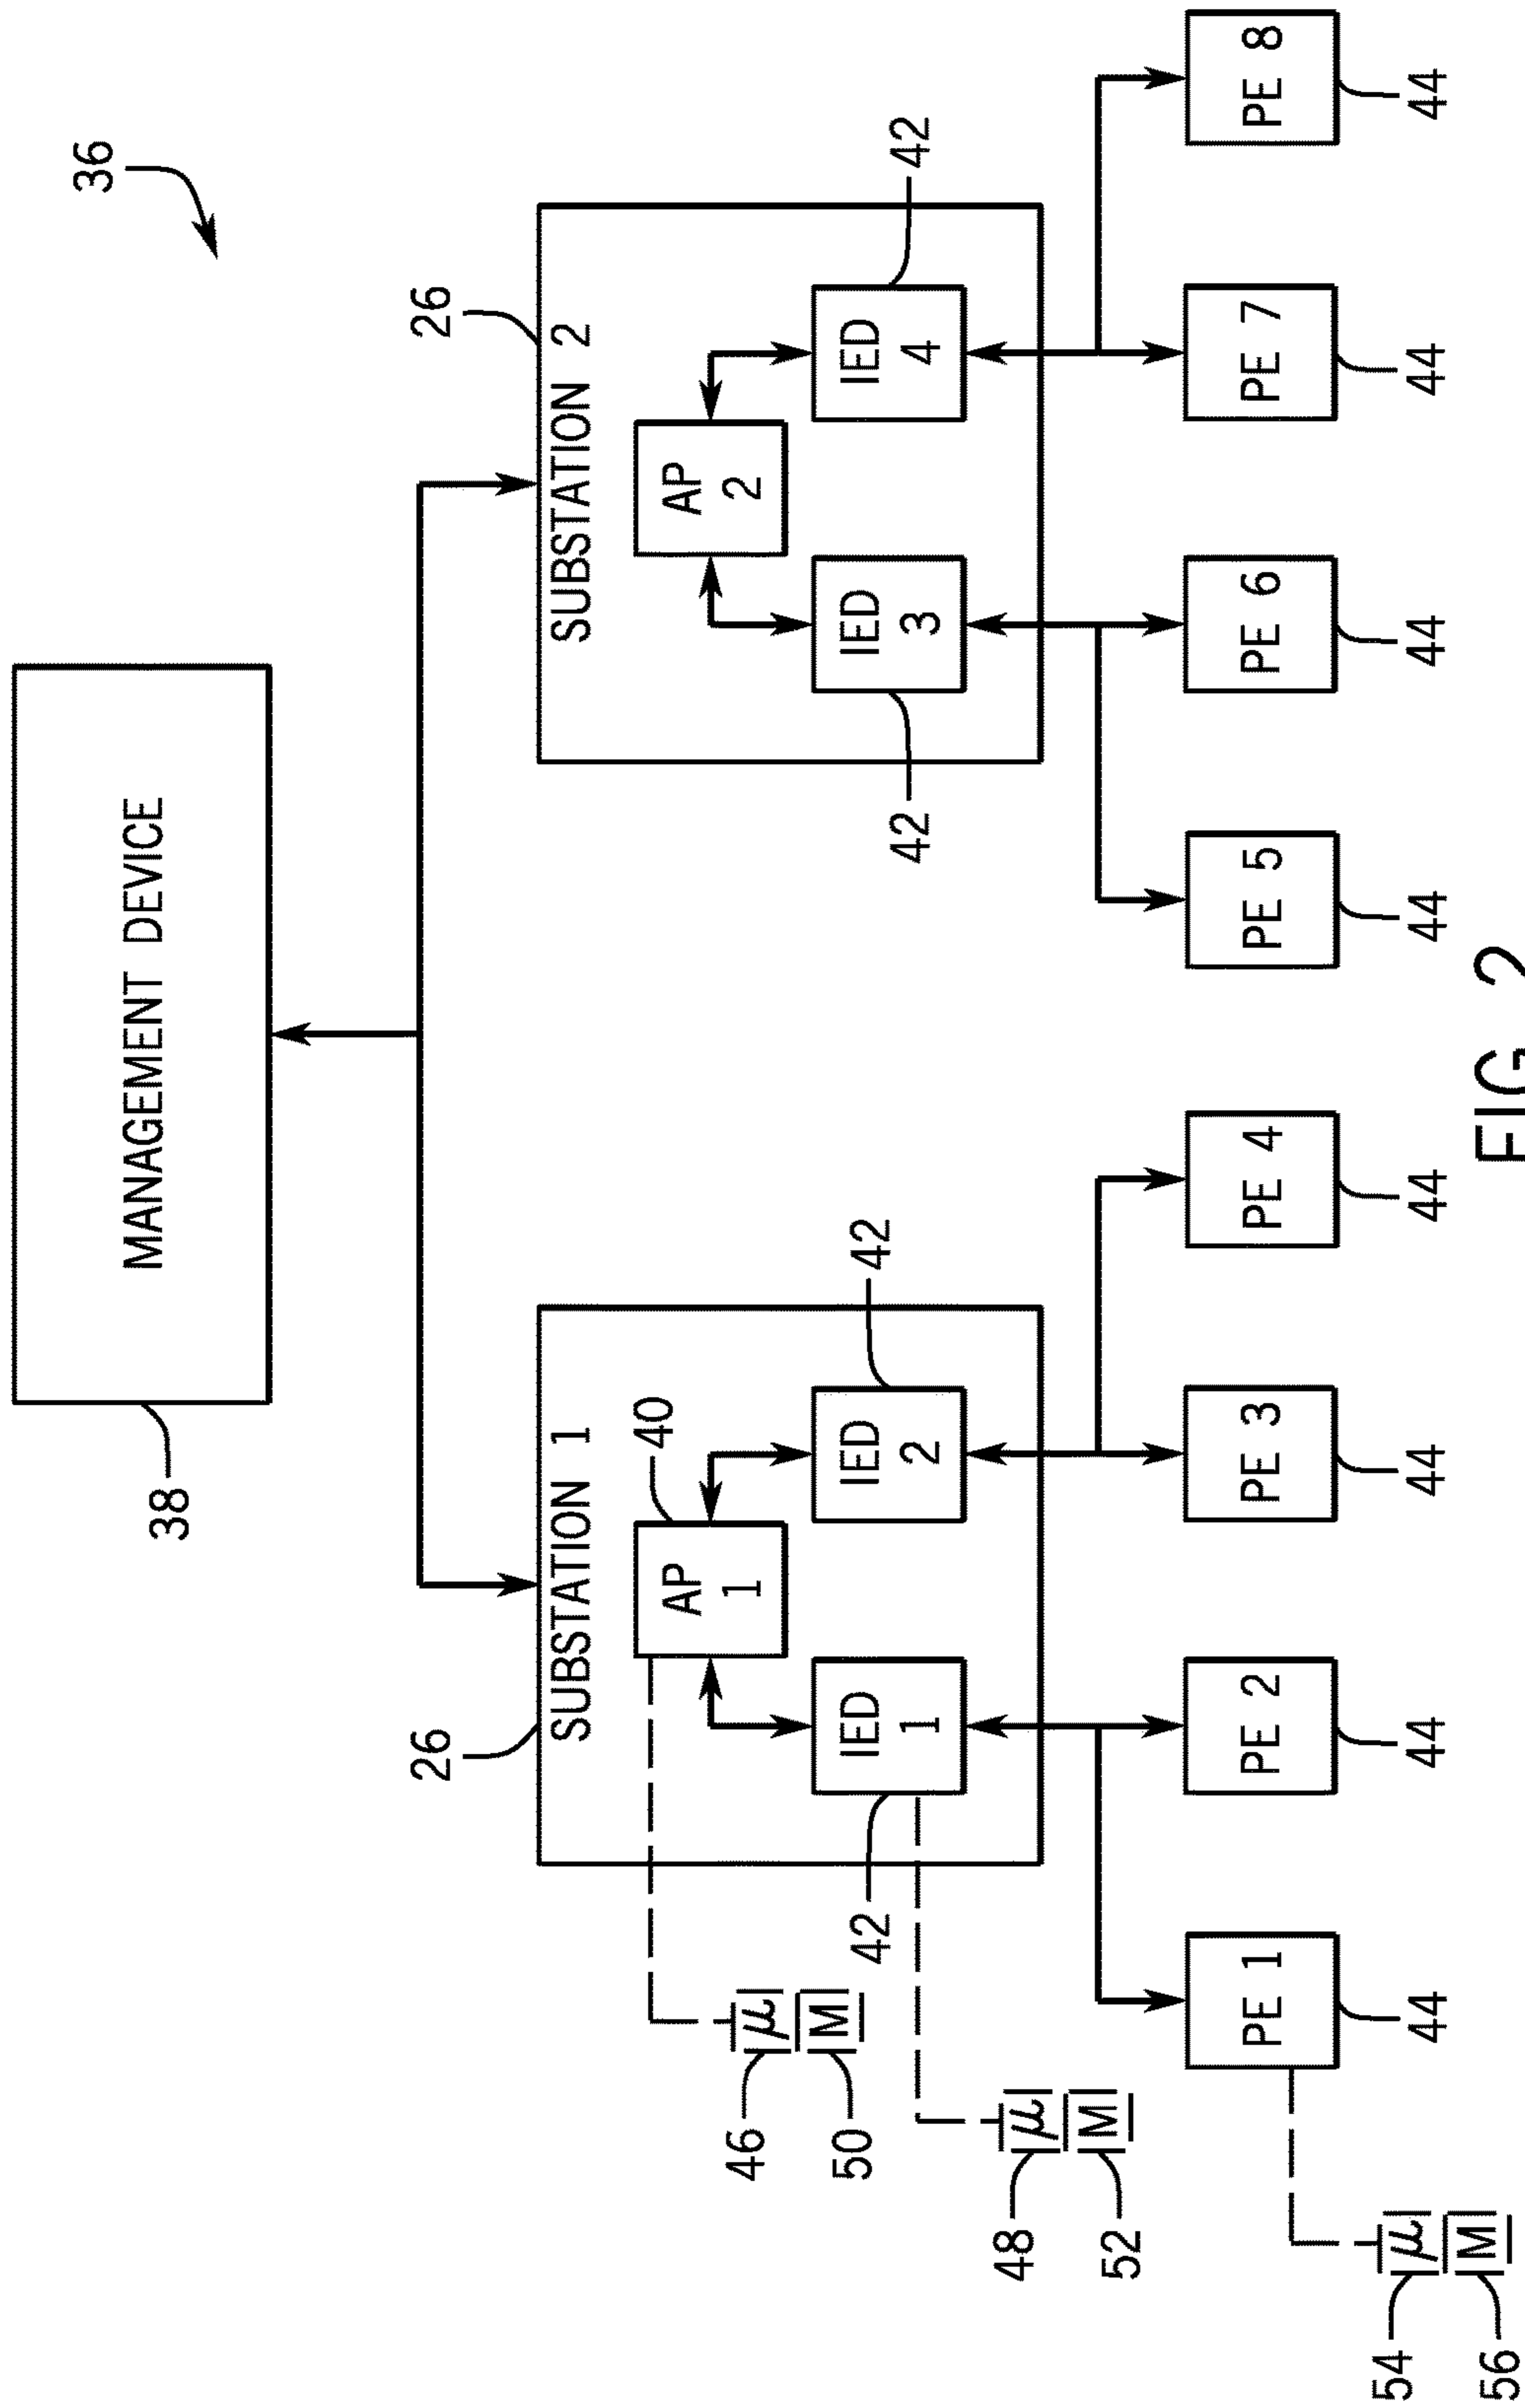 36
MANAGEMENT DEVICE
38
26
26
SUBSTATION 1
SUBSTATION 2
40
AP
1
AP
2
42
42
IED
1
IED
2
IED
3
IED
4
42
42
46
µ
50
M
48
µ
52
M
PE 1
PE 2
PE 3
PE 4
PE 5
PE 6
PE 7
PE 8
44
44
44
44
44
44
44
44
54
µ
56
M
FIG. 2